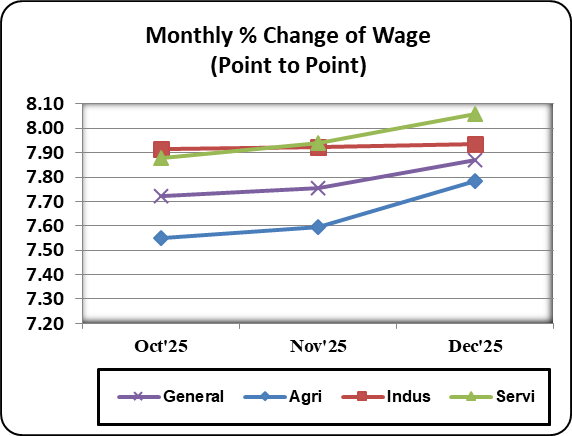 Monthly % Change of Wage
(Point to Point)
8.10
8.00
7.90
7.80
7.70
7.60
7.50
7.40
7.30
7.20
Oct'25 Nov'25 Dec'25
General Agri Indus Servi